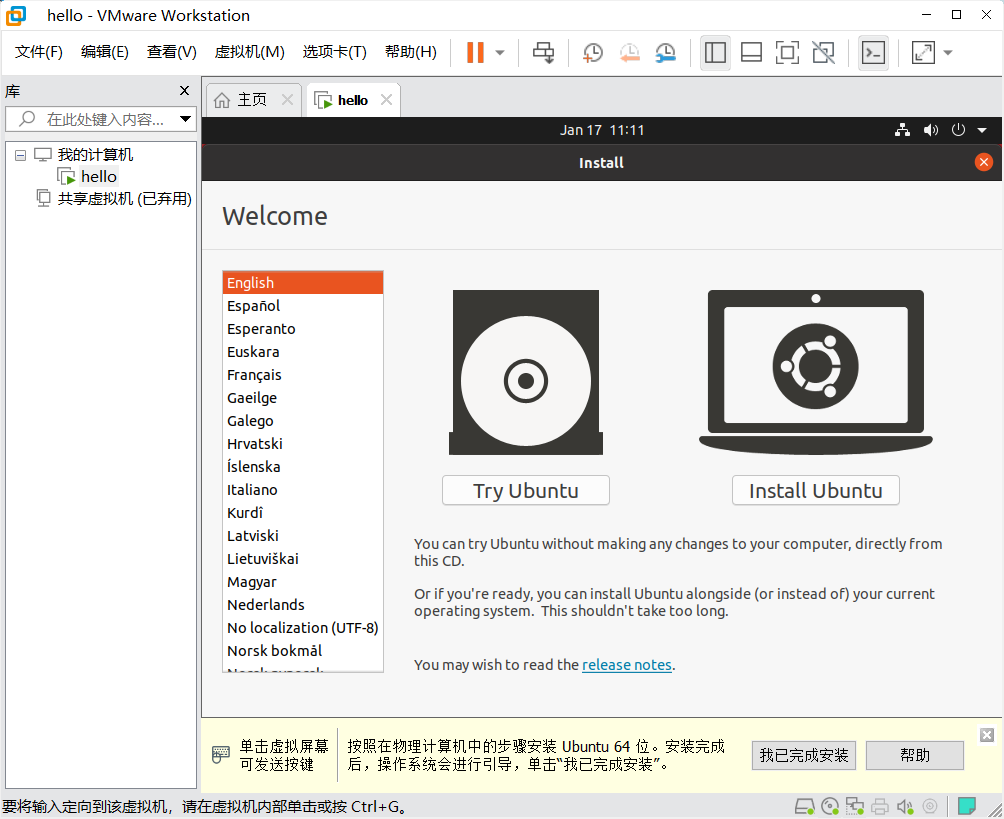 hello - VMware Workstation
文件(F) 编辑(E) 查看(V) 虚拟机(M) 选项卡(T) 帮助(H)
库
在此处键入内容...
我的计算机
hello
共享虚拟机 (已弃用)
主页 hello
Jan 17 11:11
Install
Welcome
English
Español
Esperanto
Euskara
Français
Gaeilge
Galego
Hrvatski
Íslenska
Italiano
Kurdî
Latviski
Lietuviškai
Magyar
Nederlands
No localization (UTF-8)
Norsk bokmål
Try Ubuntu
Install Ubuntu
You can try Ubuntu without making any changes to your computer, directly from
this CD.
Or if you're ready, you can install Ubuntu alongside (or instead of) your current
operating system. This shouldn't take too long.
You may wish to read the release notes.
单击虚拟屏幕
可发送按键
按照在物理计算机中的步骤安装 Ubuntu 64 位。安装完成
后，操作系统会进行引导，单击“我已完成安装”。
我已完成安装
帮助
要将输入定向到该虚拟机，请在虚拟机内部单击或按 Ctrl+G。